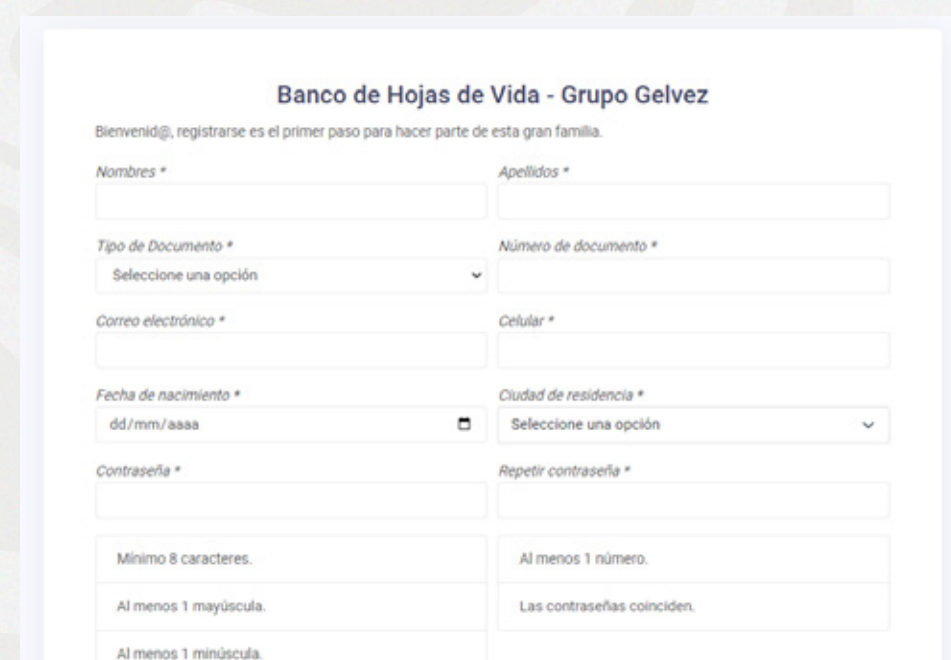 Banco de Hojas de Vida - Grupo Gelvez
Bienvenid@, registrarse es el primer paso para hacer parte de esta gran familia.
Nombres *
Apellidos *
Tipo de Documento *
Número de documento *
Seleccione una opción
Correo electrónico *
Celular *
Fecha de nacimiento *
Ciudad de residencia *
dd/mm/aaaa
Seleccione una opción
Contraseña *
Repetir contraseña *
Mínimo 8 caracteres.
Al menos 1 número.
Al menos 1 mayúscula.
Las contraseñas coinciden.
Al menos 1 minúscula.